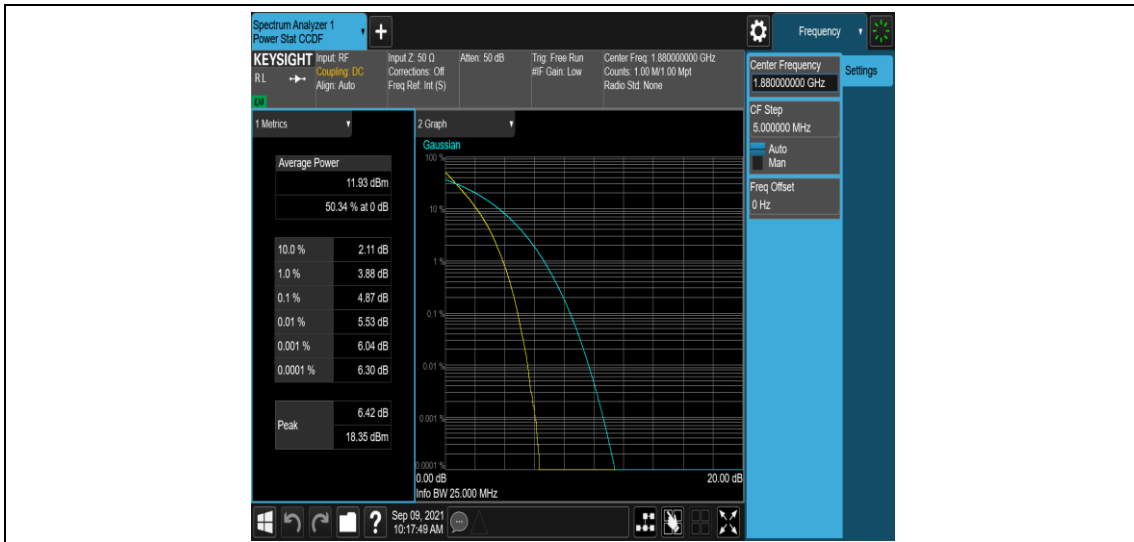 Spectrum Analyzer 1
Power Stat CCDF
+
Frequency
KEYSIGHT
RL
LXI
Input: RF
Coupling: DC
Align: Auto
Input Z: 50 Ω
Corrections: Off
Freq Ref: Int (S)
Atten: 50 dB
Trig: Free Run
#IF Gain: Low
Center Freq: 1.880000000 GHz
Counts: 1.00 M/1.00 Mpt
Radio Std: None
Center Frequency
1.880000000 GHz
Settings
CF Step
5.000000 MHz
Auto
Man
Freq Offset
0 Hz
1 Metrics
Average Power
11.93 dBm
50.34 % at 0 dB
10.0 % 2.11 dB
1.0 % 3.88 dB
0.1 % 4.87 dB
0.01 % 5.53 dB
0.001 % 6.04 dB
0.0001 % 6.30 dB
Peak
6.42 dB
18.35 dBm
2 Graph
Gaussian
100 %
10 %
1 %
0.1 %
0.01 %
0.001 %
0.0001 %
0.00 dB 20.00 dB
Info BW 25.000 MHz
?
Sep 09, 2021
10:17:49 AM